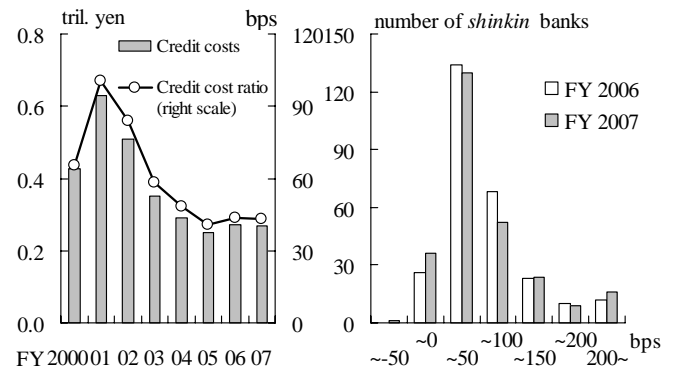 tril. yen
bps
number of shinkin banks
0.8
120
150
Credit costs
Credit cost ratio
(right scale)
FY 2006
FY 2007
0.6
90
120
90
0.4
60
60
0.2
30
30
0.0
0
0
FY 2000 01 02 03 04 05 06 07
~0 ~100 ~200 bps
~-50 ~50 ~150 200~